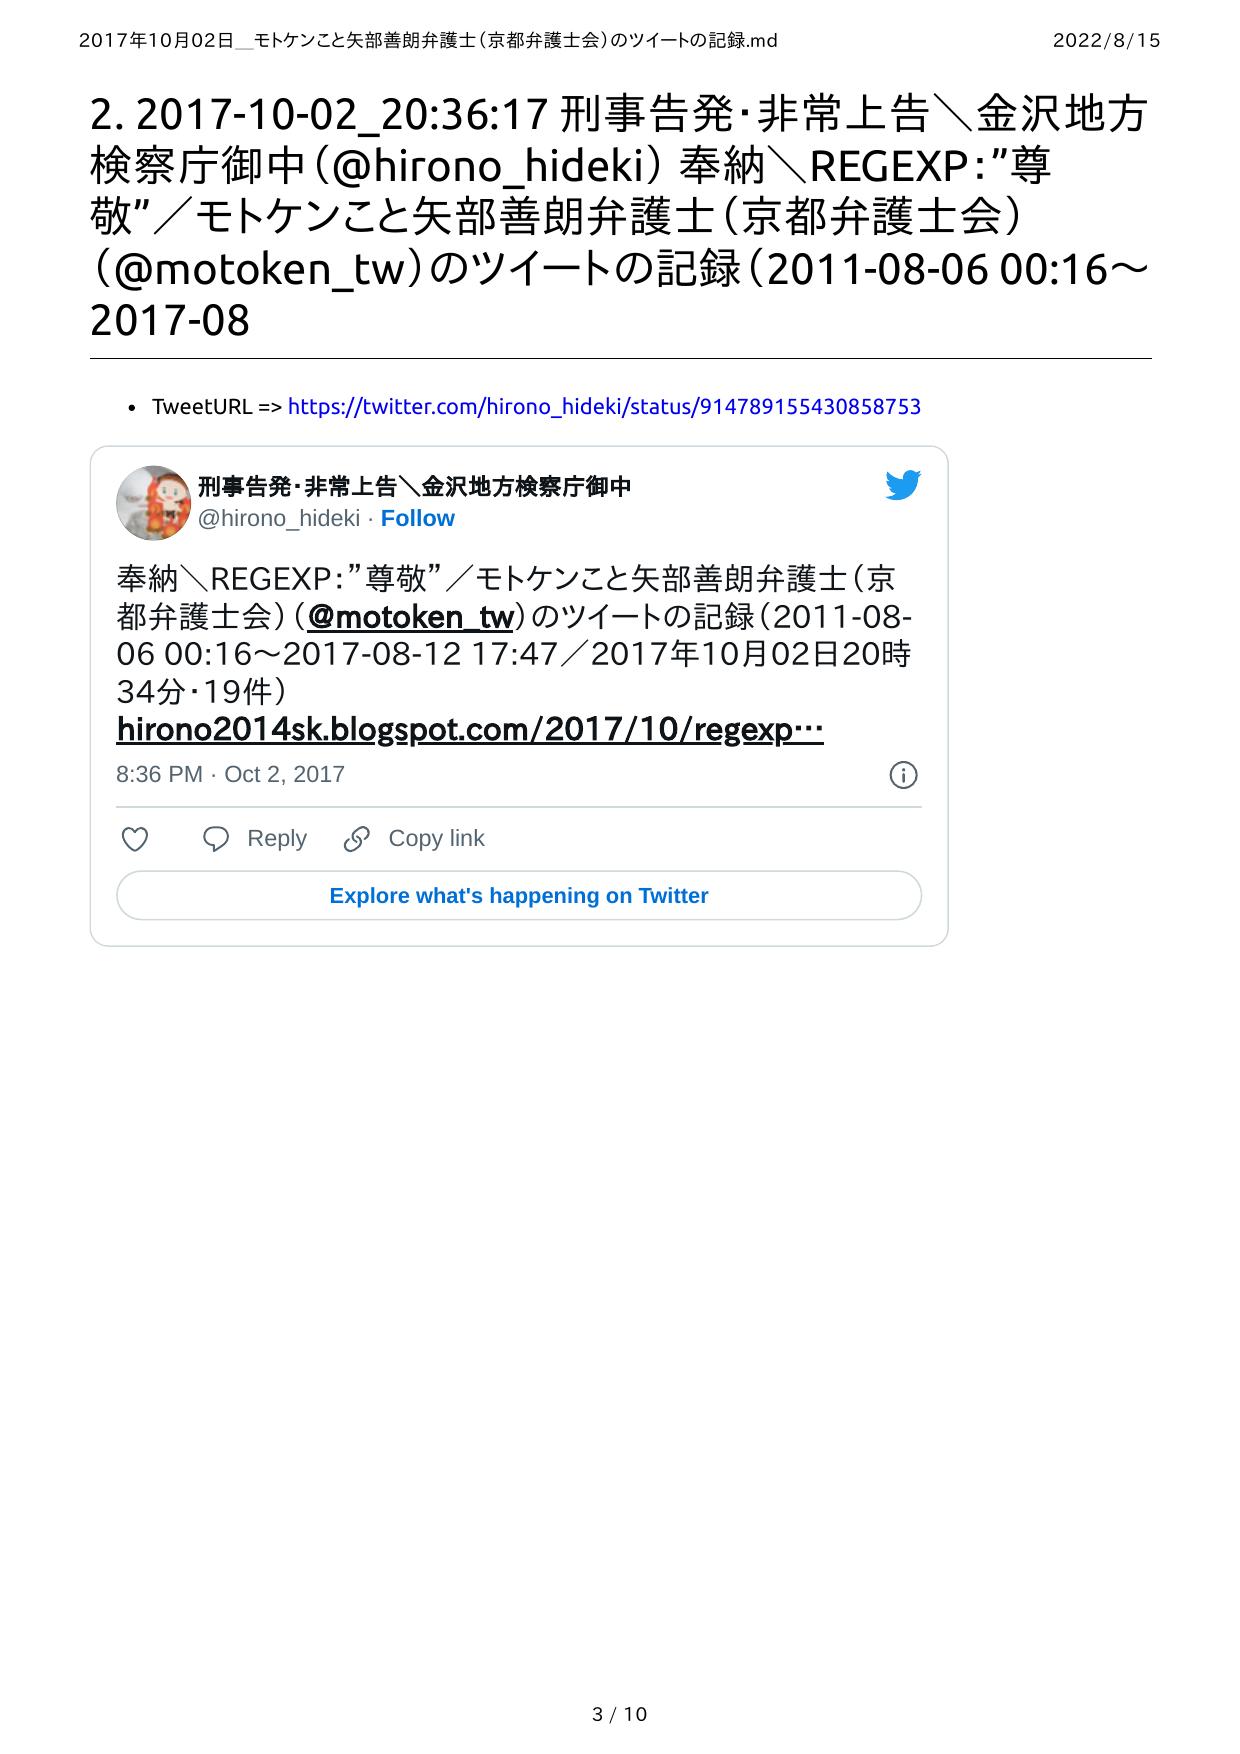 2017年10月02日__モトケンこと矢部善朗弁護士（京都弁護士会）のツイートの記録.md 2022/8/15
2. 2017-10-02_20:36:17 刑事告発・非常上告＼金沢地方
検察庁御中（@hirono_hideki） 奉納＼REGEXP：”尊
敬”／モトケンこと矢部善朗弁護士（京都弁護士会）
（@motoken_tw）のツイートの記録（2011-08-06 00:16～
2017-08
• TweetURL => https://twitter.com/hirono_hideki/status/914789155430858753
刑事告発・非常上告＼金沢地方検察庁御中
@hirono_hideki · Follow
奉納＼REGEXP：”尊敬”／モトケンこと矢部善朗弁護士（京
都弁護士会）（@motoken_tw）のツイートの記録（2011-08-
06 00:16～2017-08-12 17:47／2017年10月02日20時
34分・19件）
hirono2014sk.blogspot.com/2017/10/regexp…
8:36 PM · Oct 2, 2017
Reply Copy link
Explore what's happening on Twitter
3 / 10